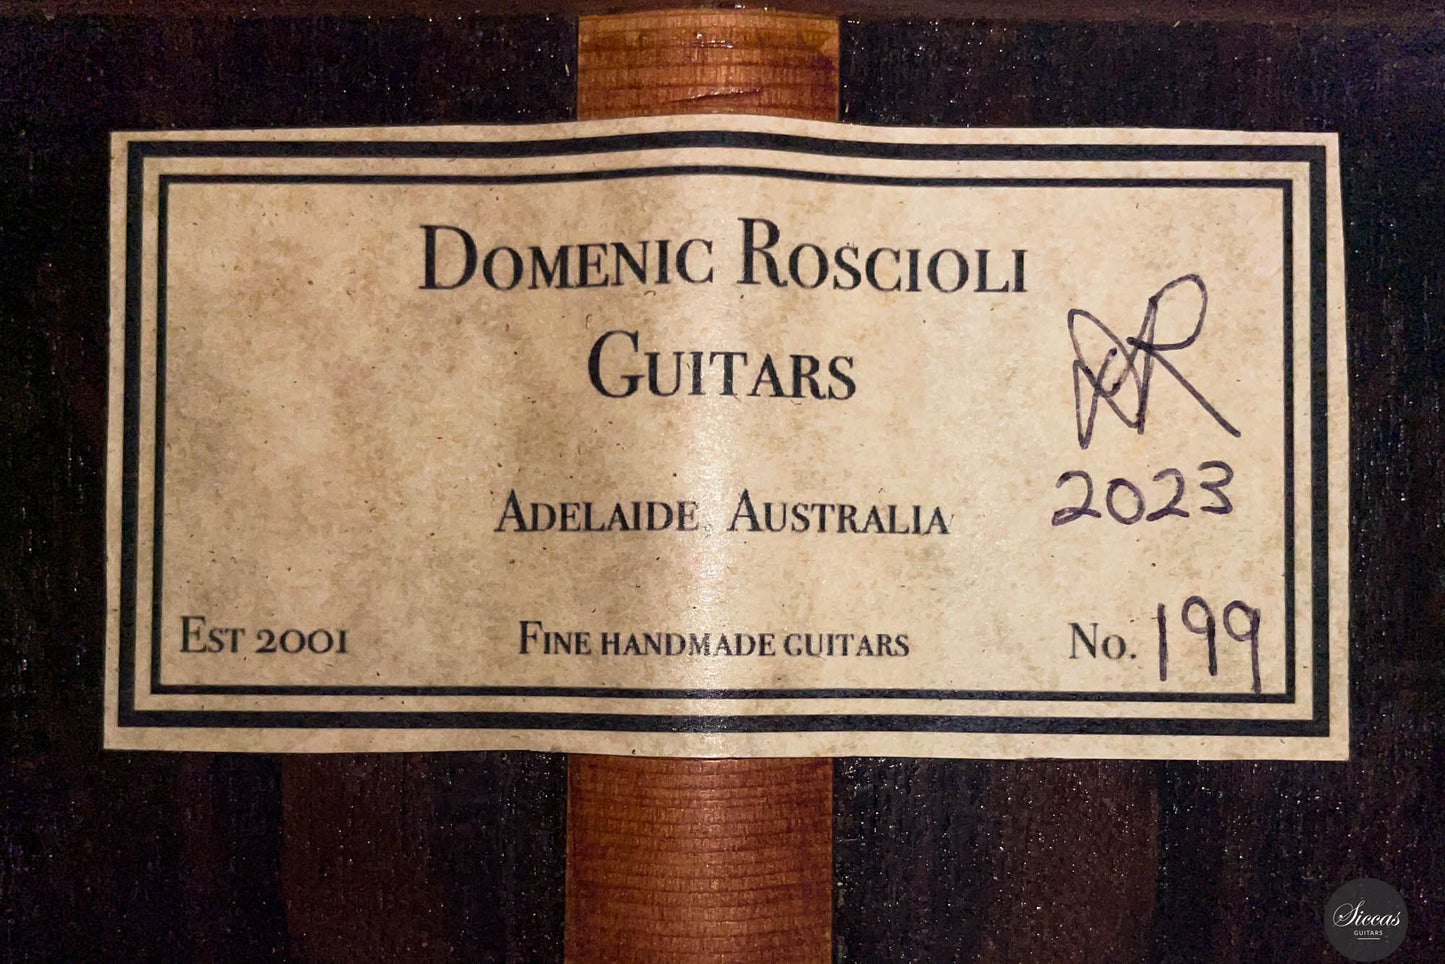 Domenic Roscioli
Guitars
DR
2023
Adelaide, Australia
Est 2001
Fine handmade guitars
No. 199
Siccas
GUITARS